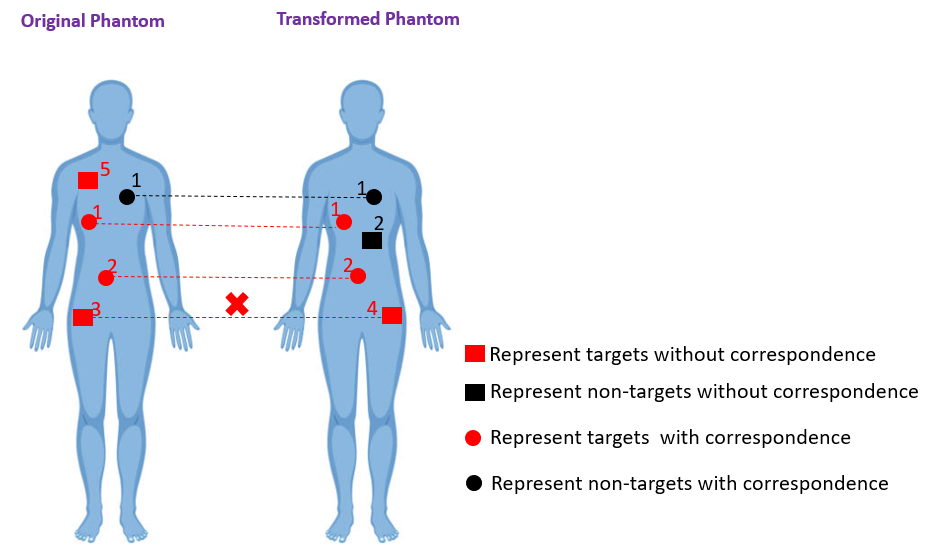 Original Phantom
Transformed Phantom
5
1
1
1
1
2
2
2
3
4
Represent targets without correspondence
Represent non-targets without correspondence
Represent targets  with correspondence
Represent non-targets with correspondence